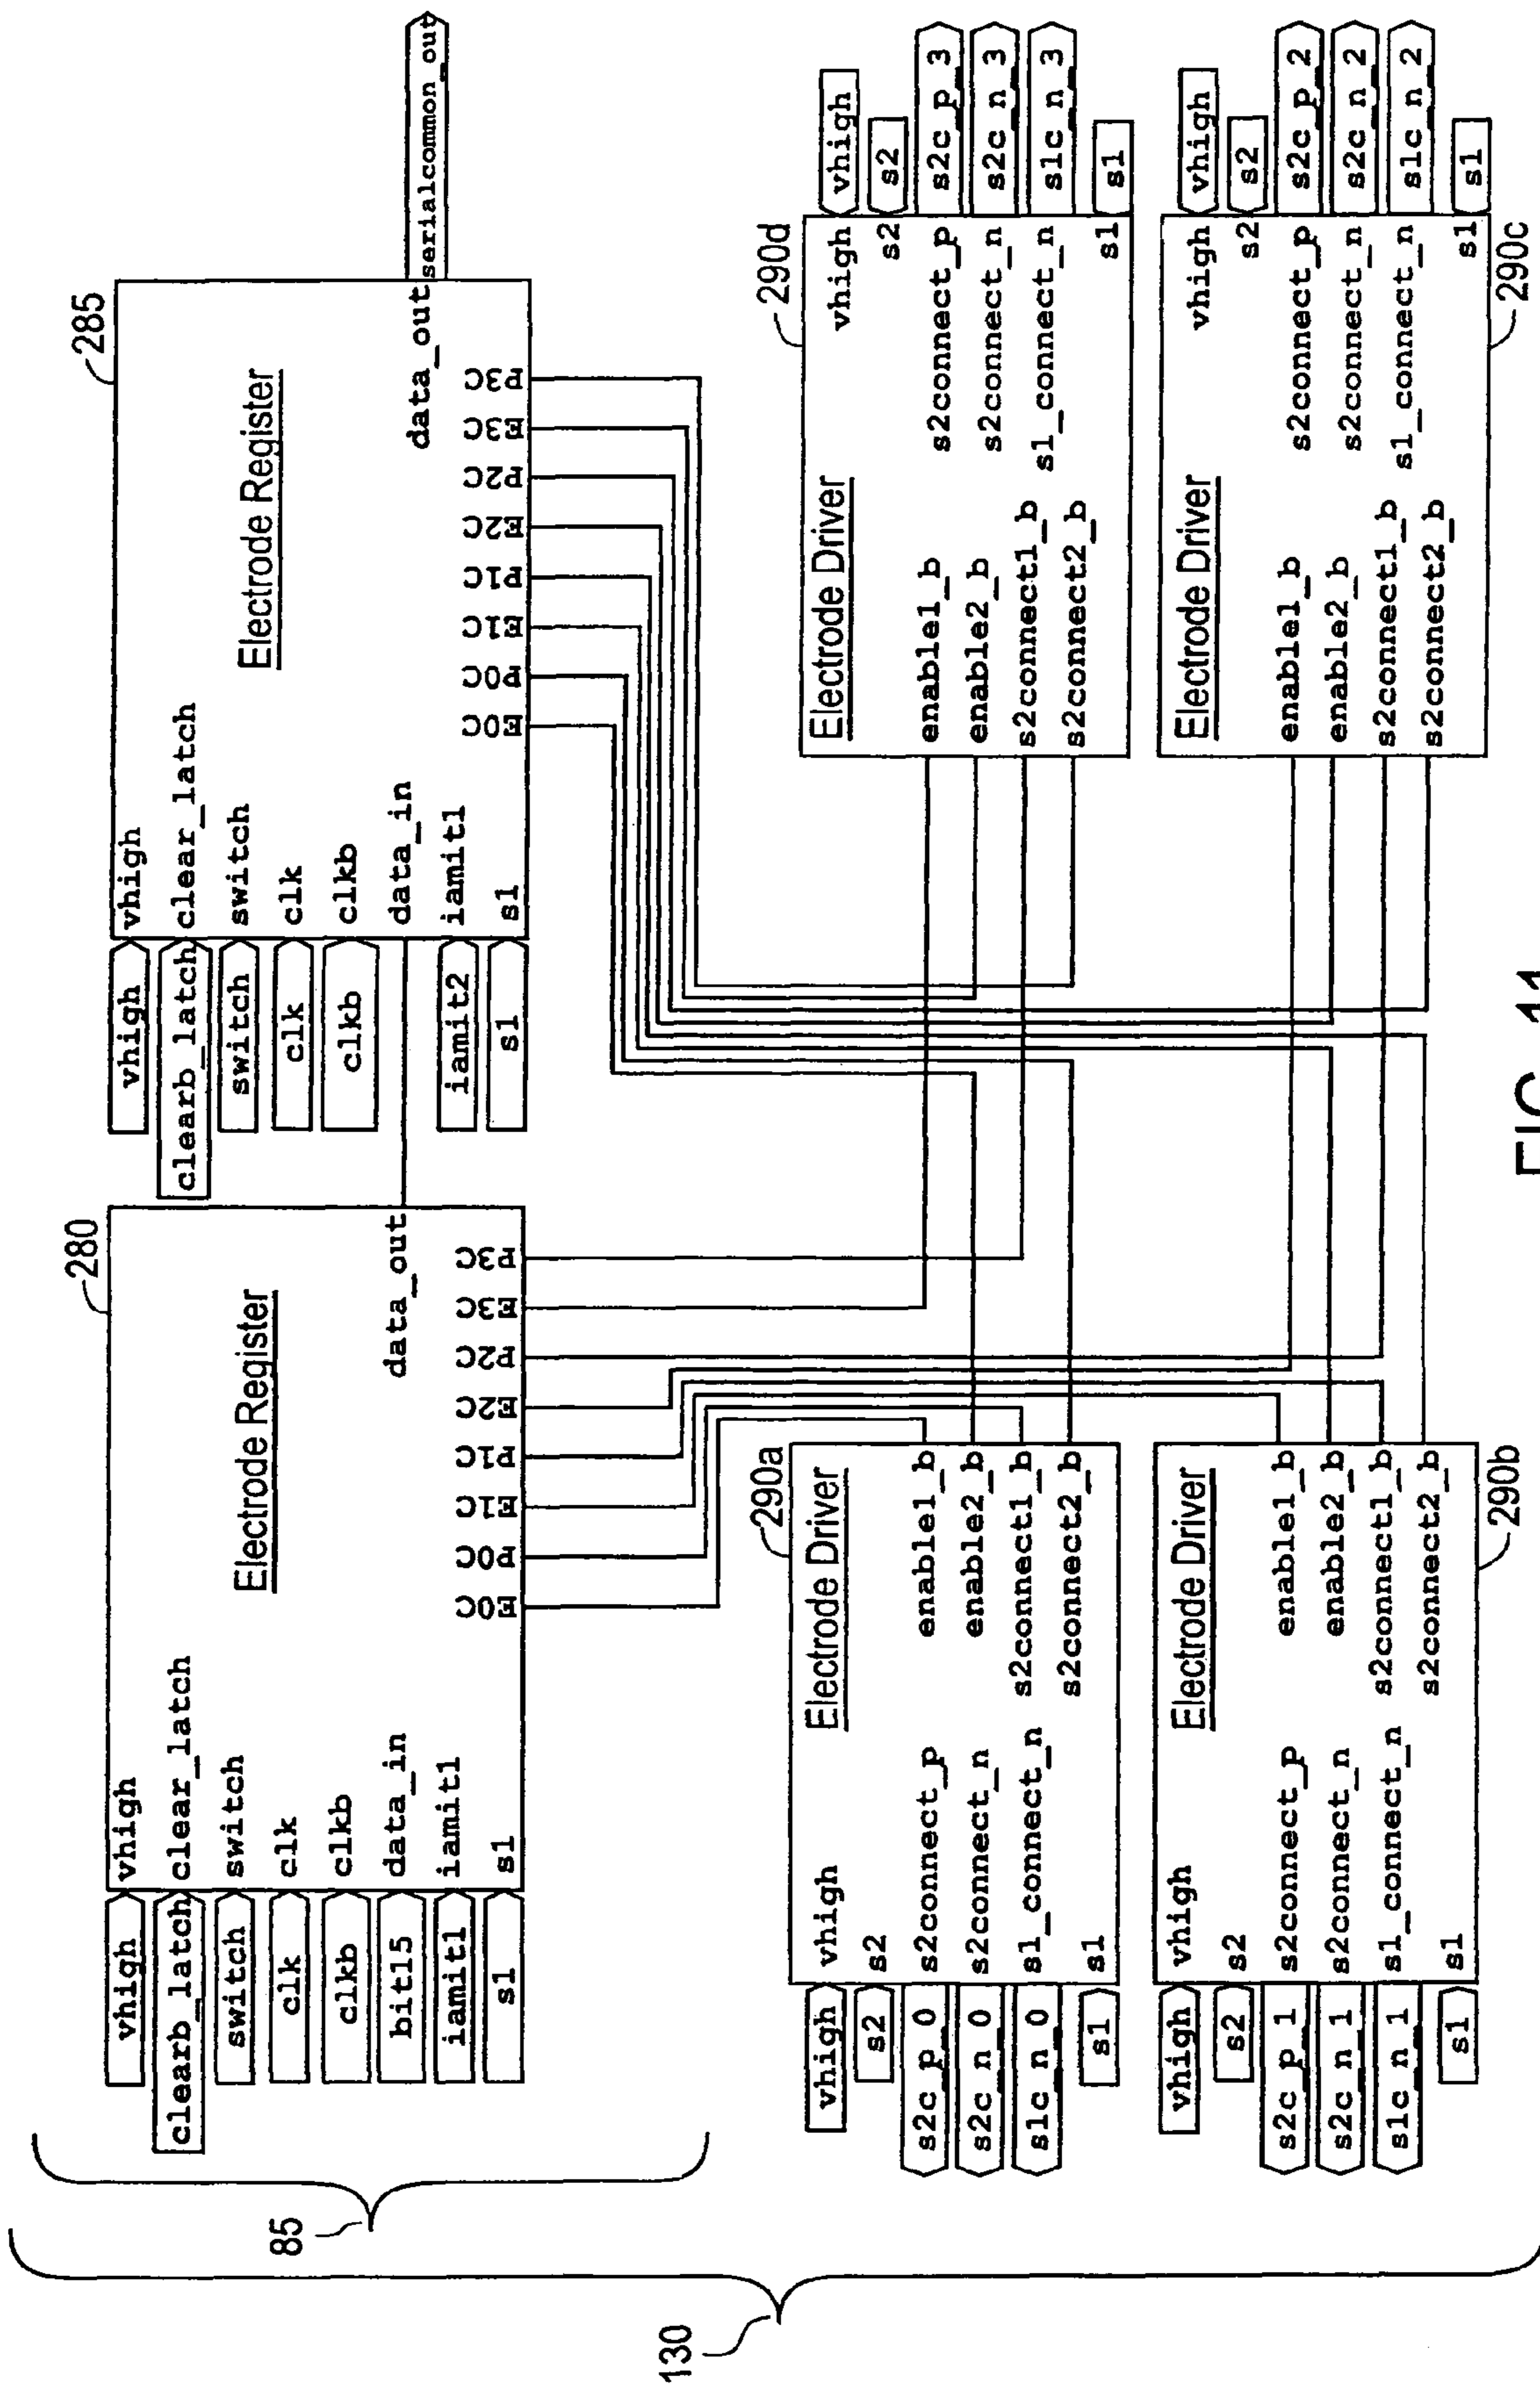 130
85
280
Electrode Register
vhigh vhigh
clearb_latch clear_latch
switch switch
clk clk
clkb clkb
bit15 data_in
iamit1 iamit1
s1 s1
data_out
E0C P0C E1C P1C E2C P2C E3C P3C
285
Electrode Register
vhigh vhigh
clearb_latch clear_latch
switch switch
clk clk
clkb clkb
data_in
iamit2 iamit1
s1 s1
data_out serialcommon_out
E0C P0C E1C P1C E2C P2C E3C P3C
290a
Electrode Driver
vhigh vhigh
s2 s2
s2c_p_0 s2connect_p enable1_b
s2c_n_0 s2connect_n enable2_b
s1c_n_0 s1_connect_n s2connect1_b
s2connect2_b
s1 s1
290d
Electrode Driver
vhigh vhigh
s2 s2
enable1_b s2connect_p s2c_p_3
enable2_b s2connect_n s2c_n_3
s2connect1_b s1_connect_n s1c_n_3
s2connect2_b
s1 s1
Electrode Driver
vhigh vhigh
s2 s2
s2c_p_1 s2connect_p enable1_b
s2c_n_1 s2connect_n enable2_b
s1c_n_1 s1_connect_n s2connect1_b
s2connect2_b
s1 s1
290b
Electrode Driver
vhigh vhigh
s2 s2
enable1_b s2connect_p s2c_p_2
enable2_b s2connect_n s2c_n_2
s2connect1_b s1_connect_n s1c_n_2
s2connect2_b
s1 s1
290c